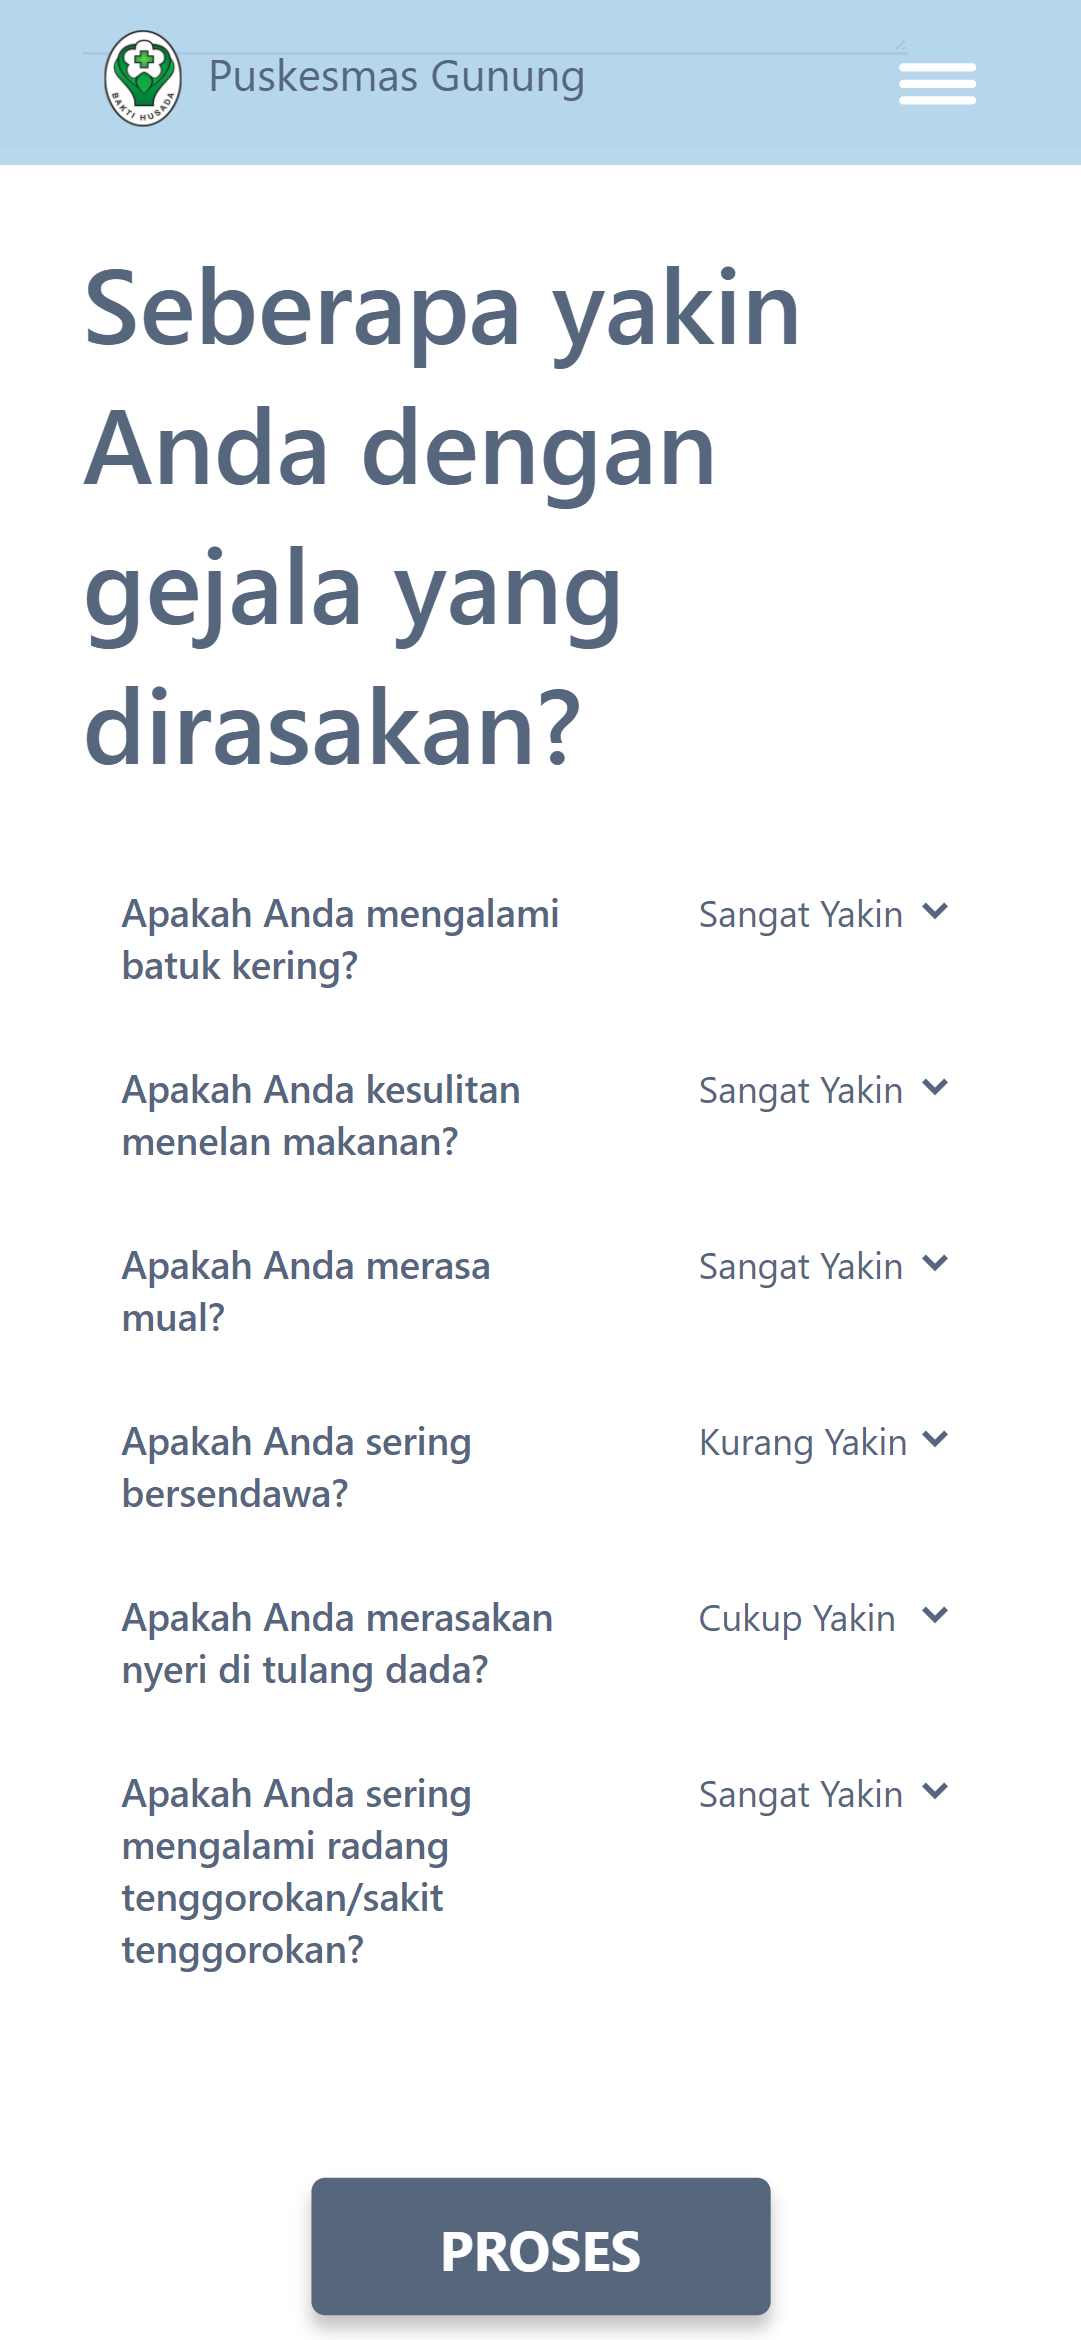 BAKTI HUSADA
Puskesmas Gunung
Seberapa yakin
Anda dengan
gejala yang
dirasakan?
Apakah Anda mengalami
batuk kering?
Sangat Yakin
Apakah Anda kesulitan
menelan makanan?
Sangat Yakin
Apakah Anda merasa
mual?
Sangat Yakin
Apakah Anda sering
bersendawa?
Kurang Yakin
Apakah Anda merasakan
nyeri di tulang dada?
Cukup Yakin
Apakah Anda sering
mengalami radang
tenggorokan/sakit
tenggorokan?
Sangat Yakin
PROSES